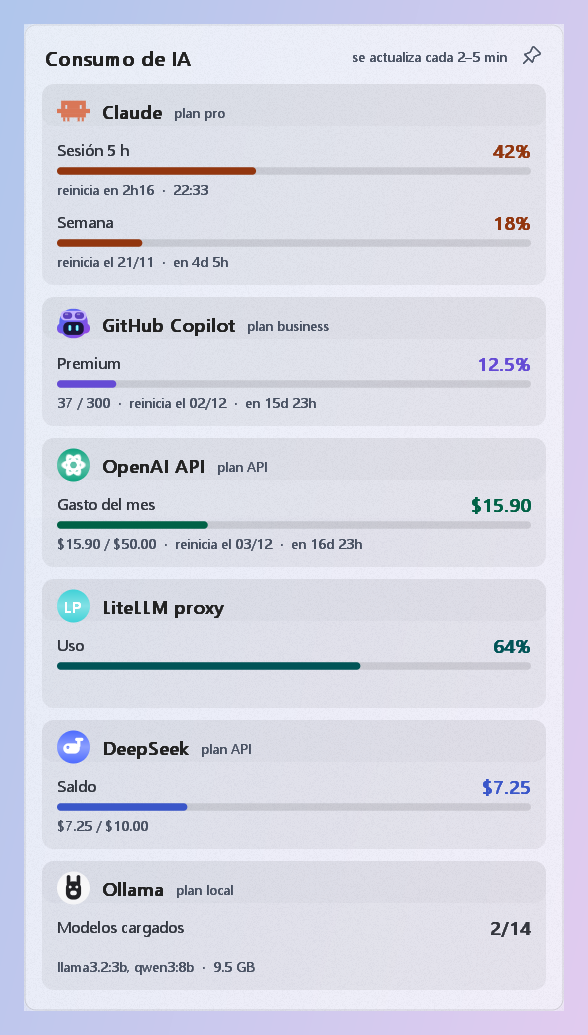 Consumo de IA
se actualiza cada 2–5 min
Claude plan pro
Sesión 5 h 42%
reinicia en 2h16 · 22:33
Semana 18%
reinicia el 21/11 · en 4d 5h
GitHub Copilot plan business
Premium 12.5%
37 / 300 · reinicia el 02/12 · en 15d 23h
OpenAI API plan API
Gasto del mes $15.90
$15.90 / $50.00 · reinicia el 03/12 · en 16d 23h
LP LiteLLM proxy
Uso 64%
DeepSeek plan API
Saldo $7.25
$7.25 / $10.00
Ollama plan local
Modelos cargados 2/14
llama3.2:3b, qwen3:8b · 9.5 GB